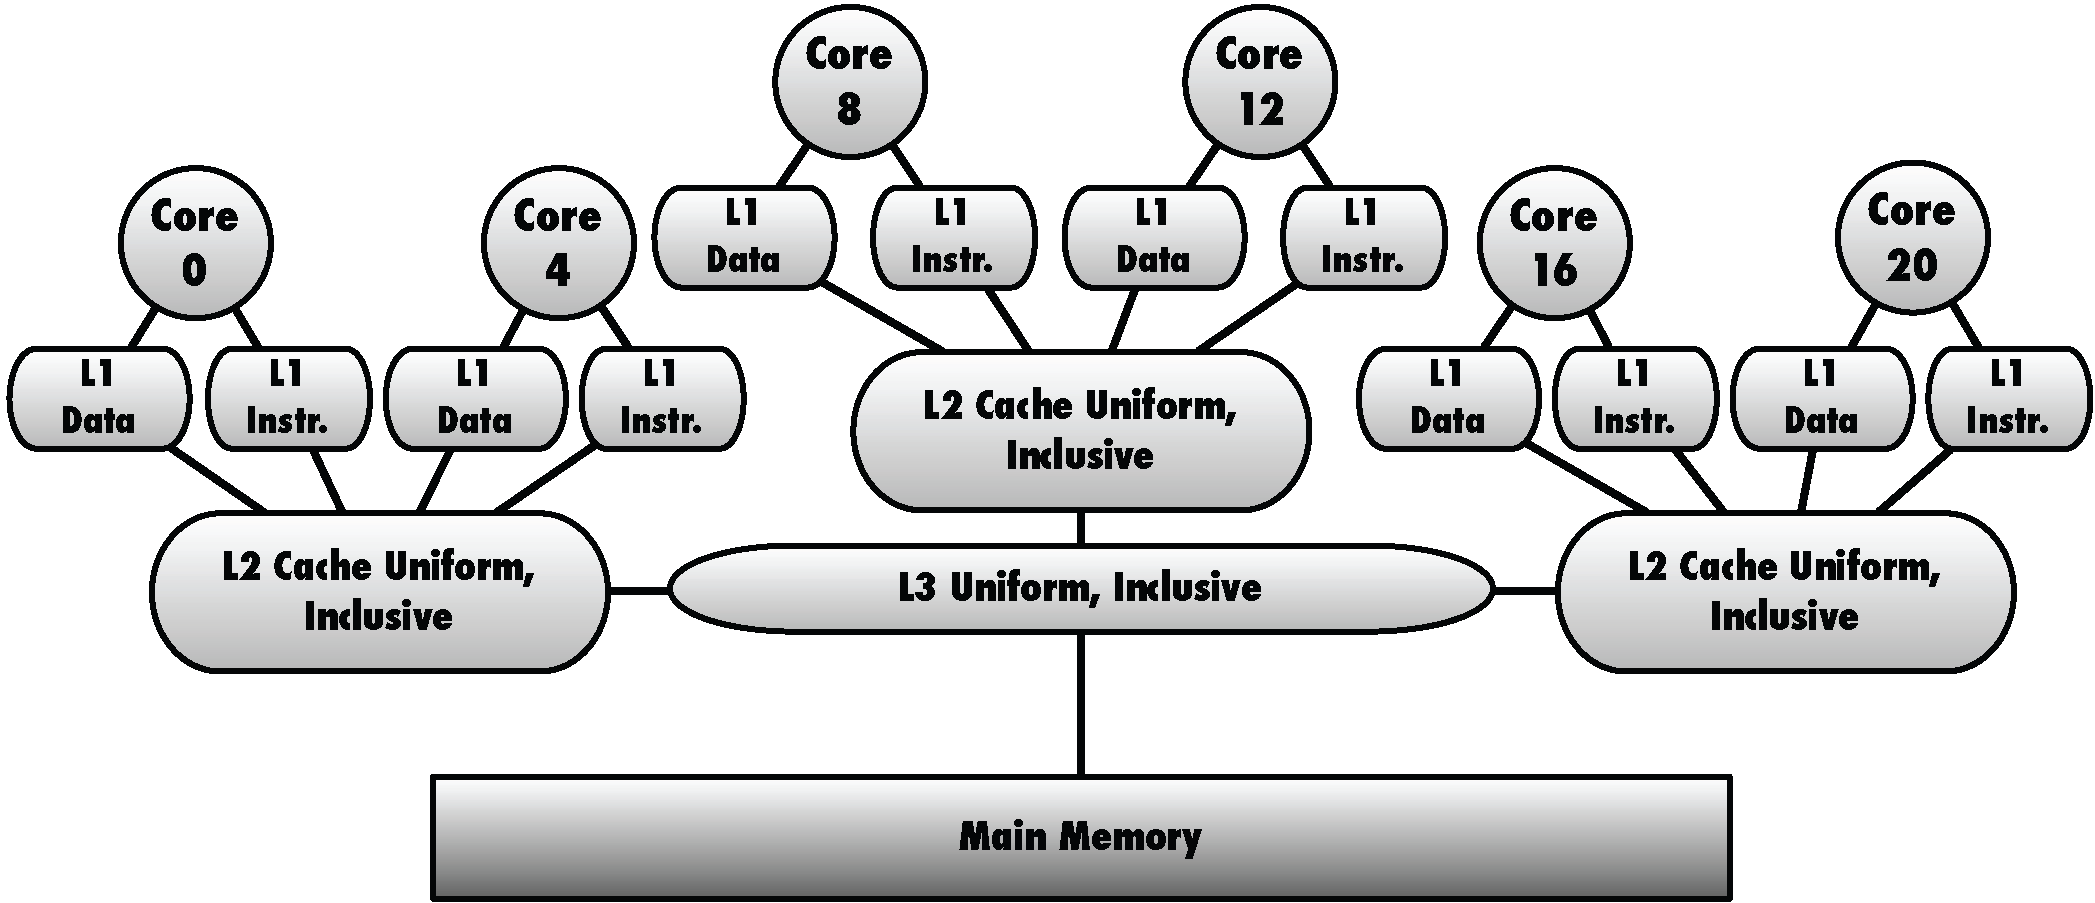 Core
8
Core
12
Core
0
Core
4
L1
Data
L1
Instr.
L1
Data
L1
Instr.
Core
16
Core
20
L1
Data
L1
Instr.
L1
Data
L1
Instr.
L1
Data
L1
Instr.
L1
Data
L1
Instr.
L2 Cache Uniform,
Inclusive
L2 Cache Uniform,
Inclusive
L3 Uniform, Inclusive
L2 Cache Uniform,
Inclusive
Main Memory